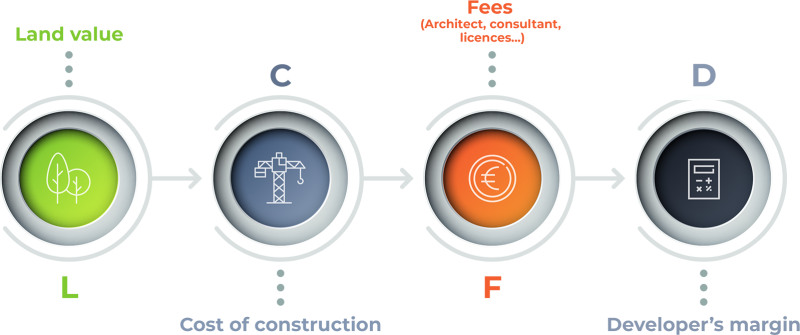 Land value
L
C
Cost of construction
Fees
(Architect, consultant,
licences...)
F
D
Developer's margin